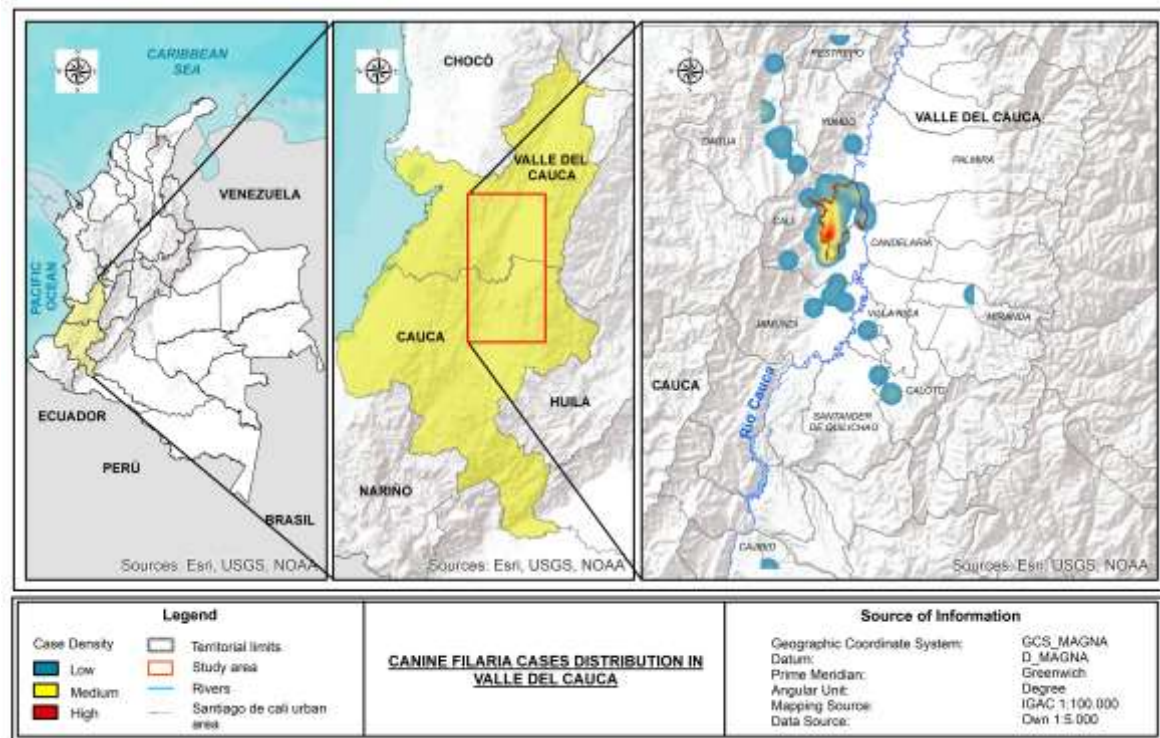 CARIBBEAN
SEA
VENEZUELA
PACIFIC
OCEAN
ECUADOR
PERÚ
BRASIL
Sources: Esri, USGS, NOAA
CHOCÓ
VALLE DEL
CAUCA
CAUCA
HUILA
NARIÑO
Sources: Esri, USGS, NOAA
RESTREPO
VALLE DEL CAUCA
YUMBO
DAGUA
PALMIRA
CALI
CANDELARIA
JAMUNDI
VILLA RICA
MIRANDA
CAUCA
Rio Cauca
CALOTO
SANTANDER
DE QUILICHAO
CAJIBIO
Sources: Esri, USGS, NOAA
Legend
Case Density
Low
Medium
High
Territorial limits
Study area
Rivers
Santiago de cali urban
area
CANINE FILARIA CASES DISTRIBUTION IN
VALLE DEL CAUCA
Source of Information
Geographic Coordinate System: GCS_MAGNA
Datum: D_MAGNA
Prime Meridian: Greenwich
Angular Unit: Degree
Mapping Source: IGAC 1:100.000
Data Source: Own 1:5.000